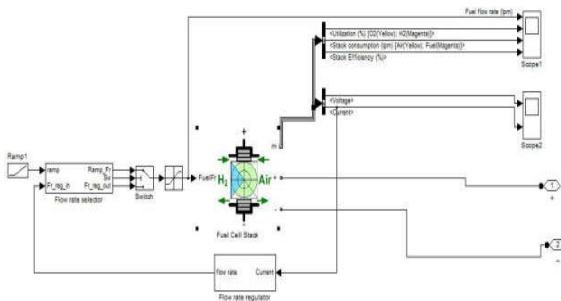 Fuel flow rate (lpm)
<Utilization (%) [O2(Yellow); H2(Magenta)]>
<Stack consumption (lpm) [Air(Yellow); Fuel(Magenta)]>
<Stack Efficiency (%)>
Scope1
<Voltage>
<Current>
Scope2
m
+
-
Ramp1
ramp
Fr_reg_in
Ramp_Fr
Sw
Fr_reg_out
Flow rate selector
Switch
FuelFr
+
H2
Air
-
Fuel Cell Stack
1
+
2
-
flow rate
Current
Flow rate regulator